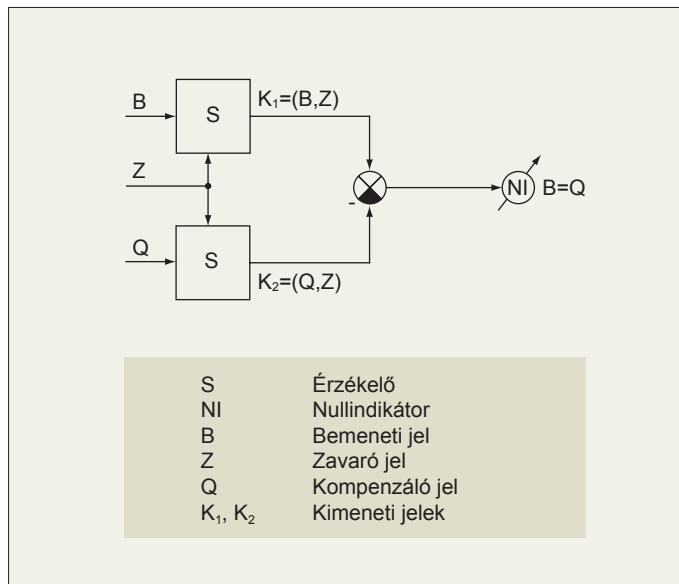 B
S
K₁=(B,Z)
Z
NI
B=Q
-
Q
S
K₂=(Q,Z)
S Érzékelő
NI Nullindikátor
B Bemeneti jel
Z Zavaró jel
Q Kompenzáló jel
K₁, K₂ Kimeneti jelek